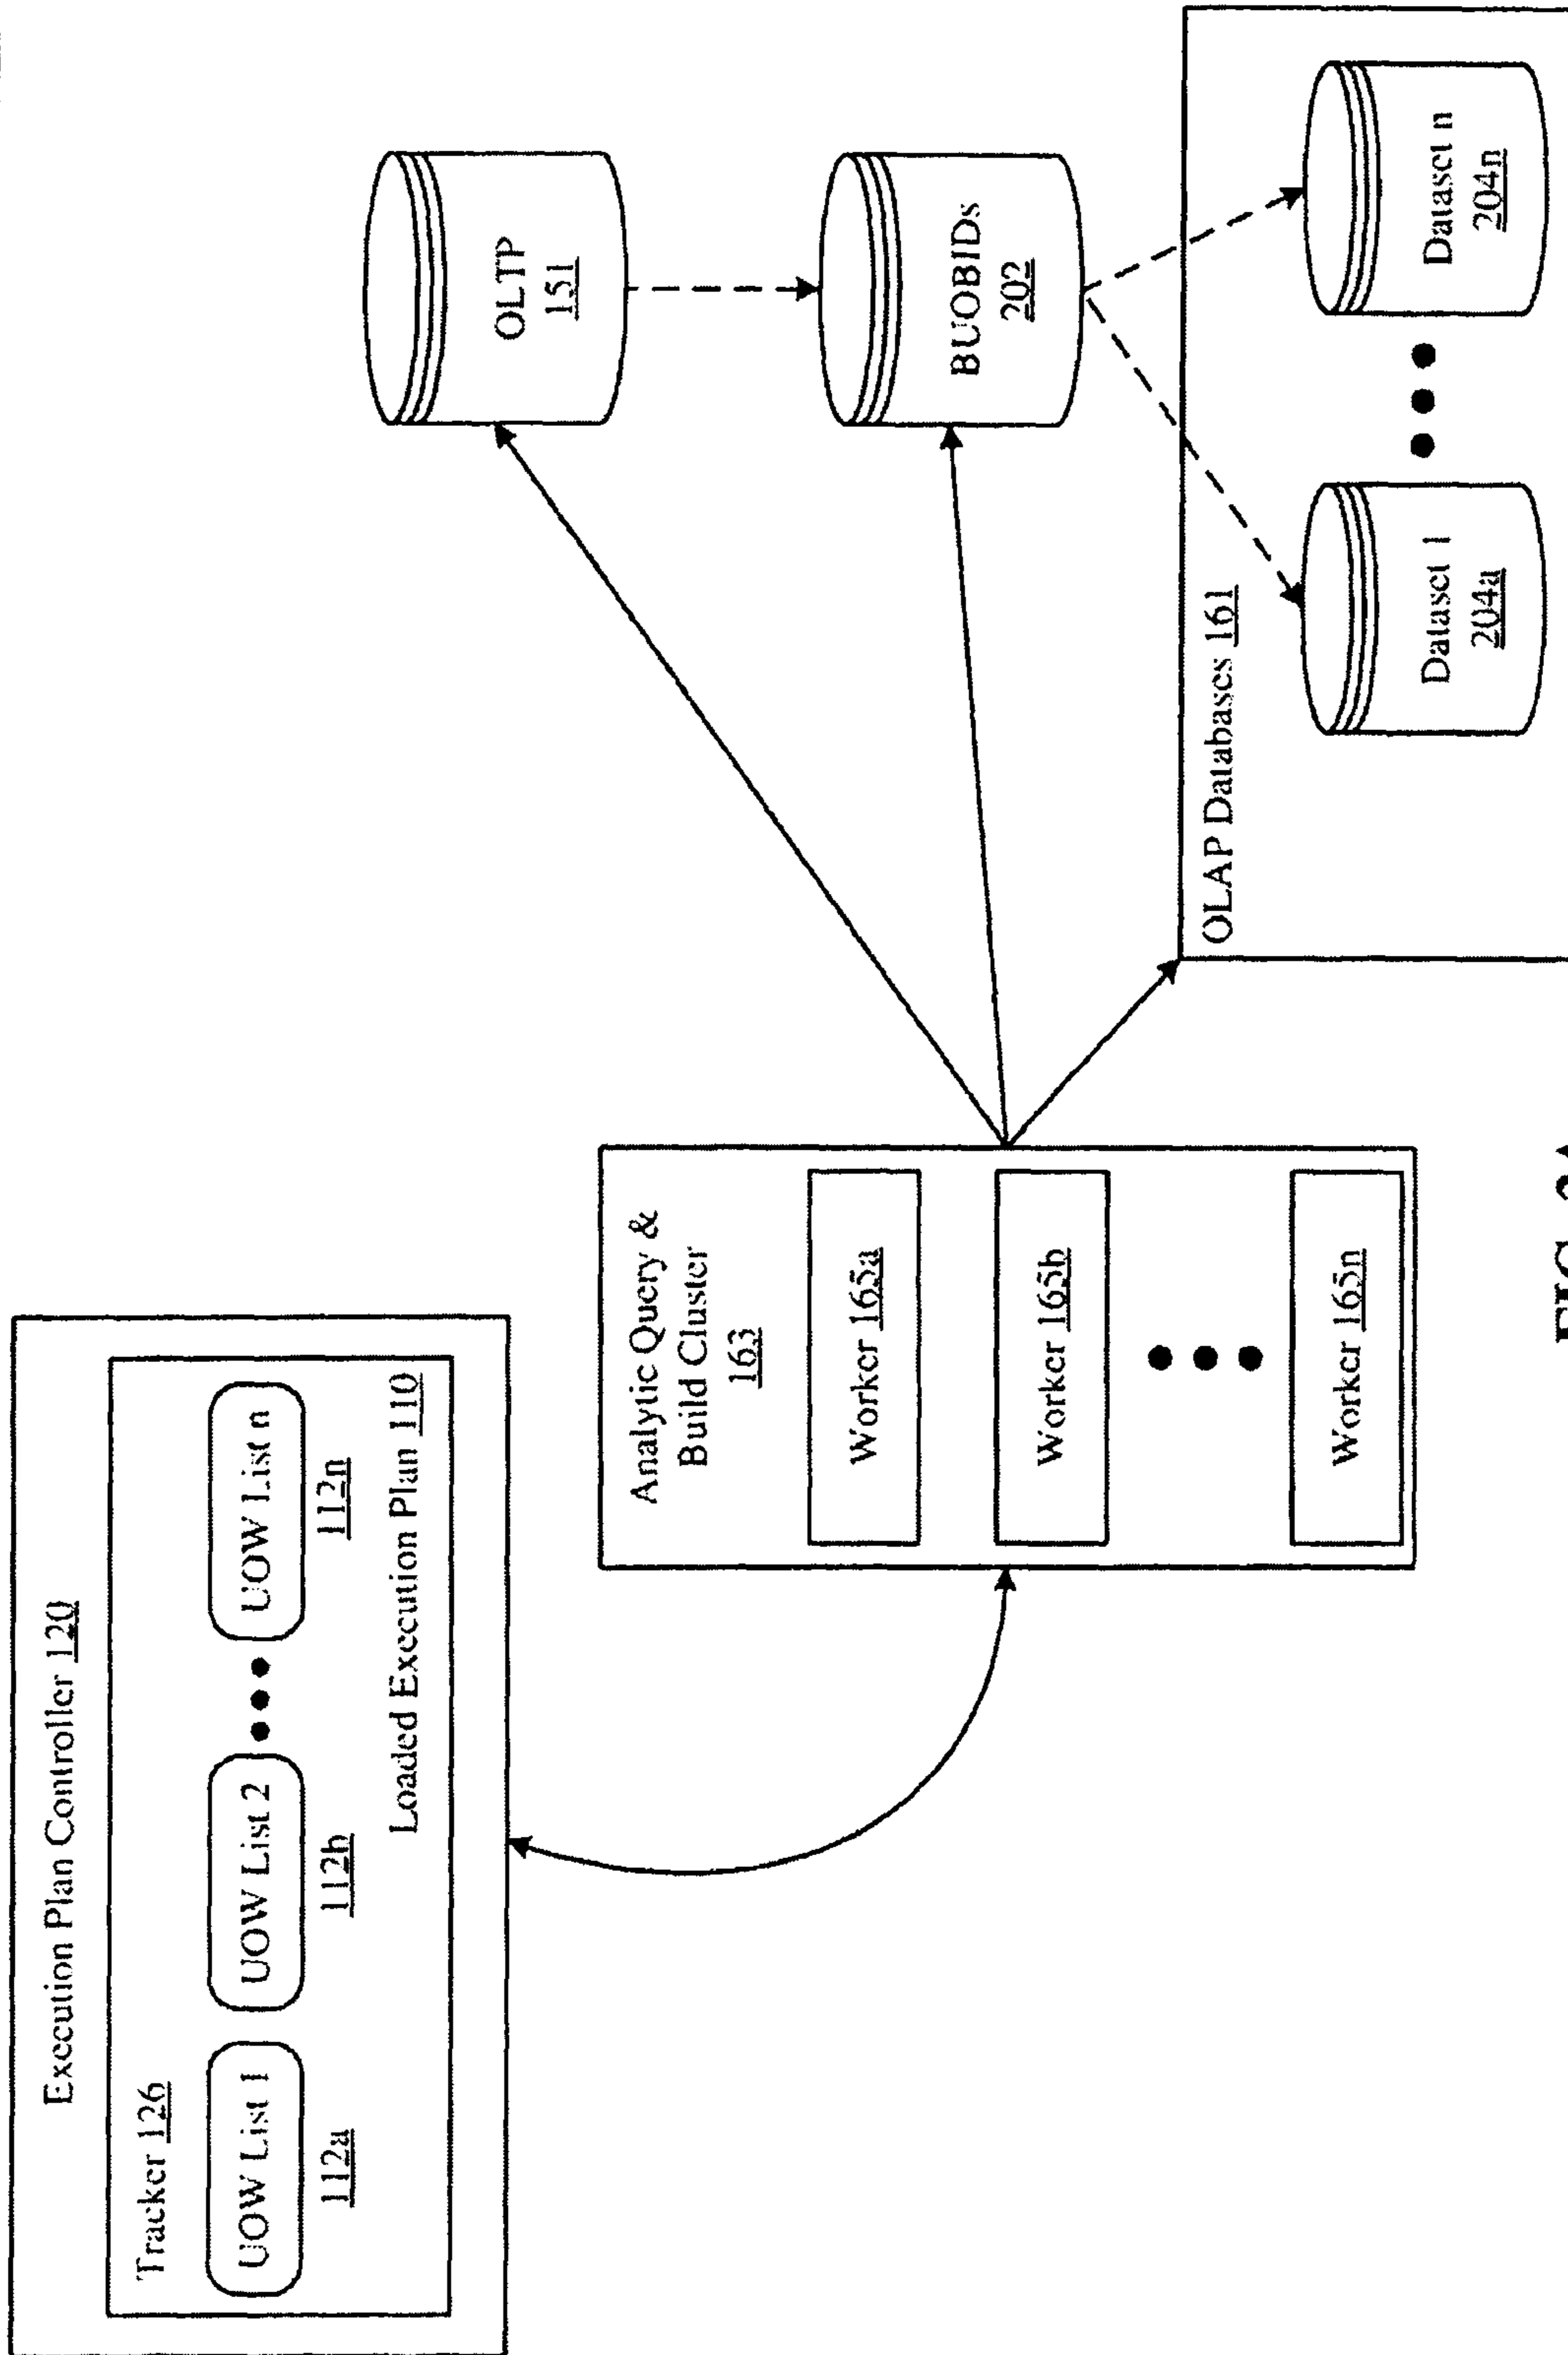 Execution Plan Controller 120
Tracker 126
UOW List 1
112a
UOW List 2
112b
UOW List n
112n
Loaded Execution Plan 110
Analytic Query &
Build Cluster
163
Worker 165a
Worker 165b
Worker 165n
OLTP
151
BUOBIDs
202
OLAP Databases 161
Dataset 1
204a
Dataset n
204n
FIG.